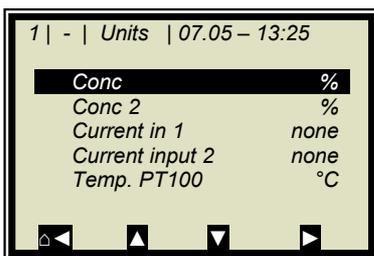 1 | - | Units | 07.05 – 13:25
Conc %
Conc 2 %
Current in 1 none
Current input 2 none
Temp. PT100 °C